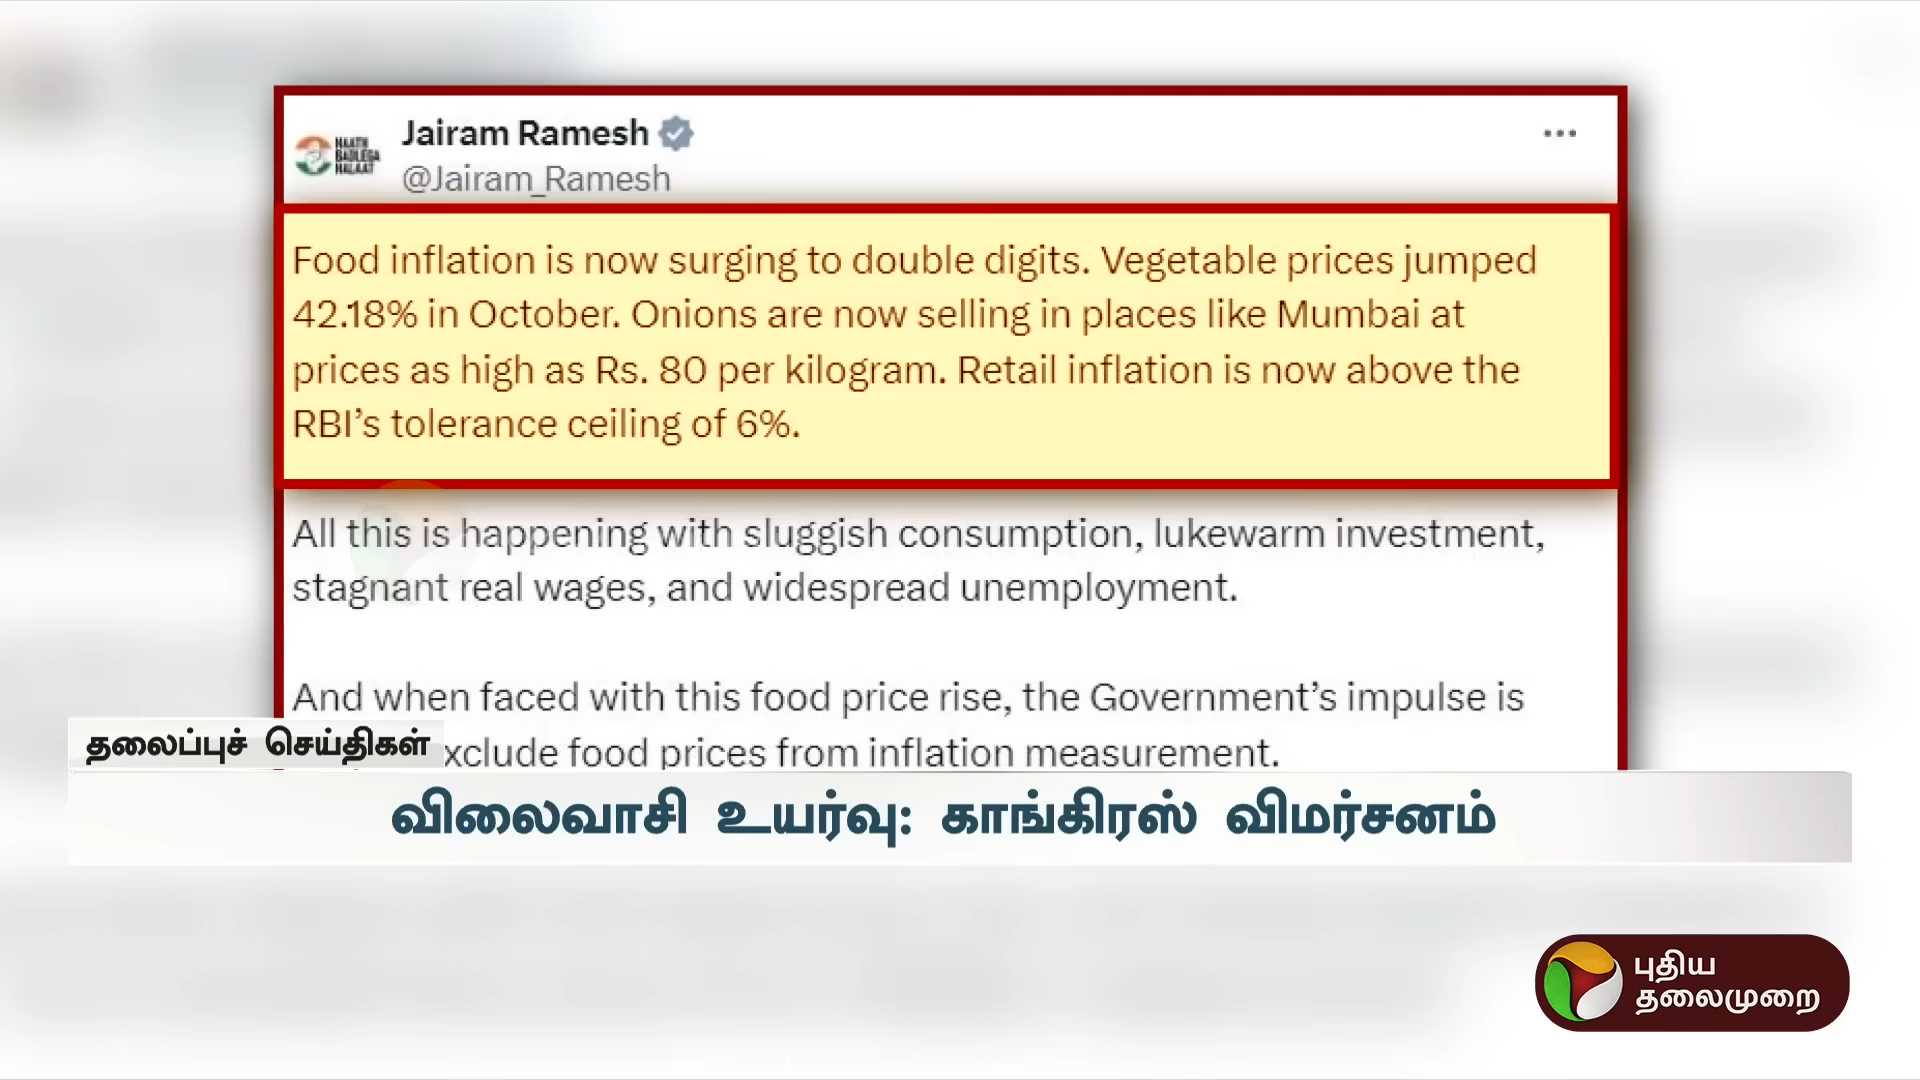 Jairam Ramesh
@Jairam_Ramesh
HAATH
BADLEGA
HALAAT
Food inflation is now surging to double digits. Vegetable prices jumped
42.18% in October. Onions are now selling in places like Mumbai at
prices as high as Rs. 80 per kilogram. Retail inflation is now above the
RBI’s tolerance ceiling of 6%.
All this is happening with sluggish consumption, lukewarm investment,
stagnant real wages, and widespread unemployment.
And when faced with this food price rise, the Government’s impulse is
xclude food prices from inflation measurement.
தலைப்புச் செய்திகள்
விலைவாசி உயர்வு: காங்கிரஸ் விமர்சனம்
புதிய
தலைமுறை